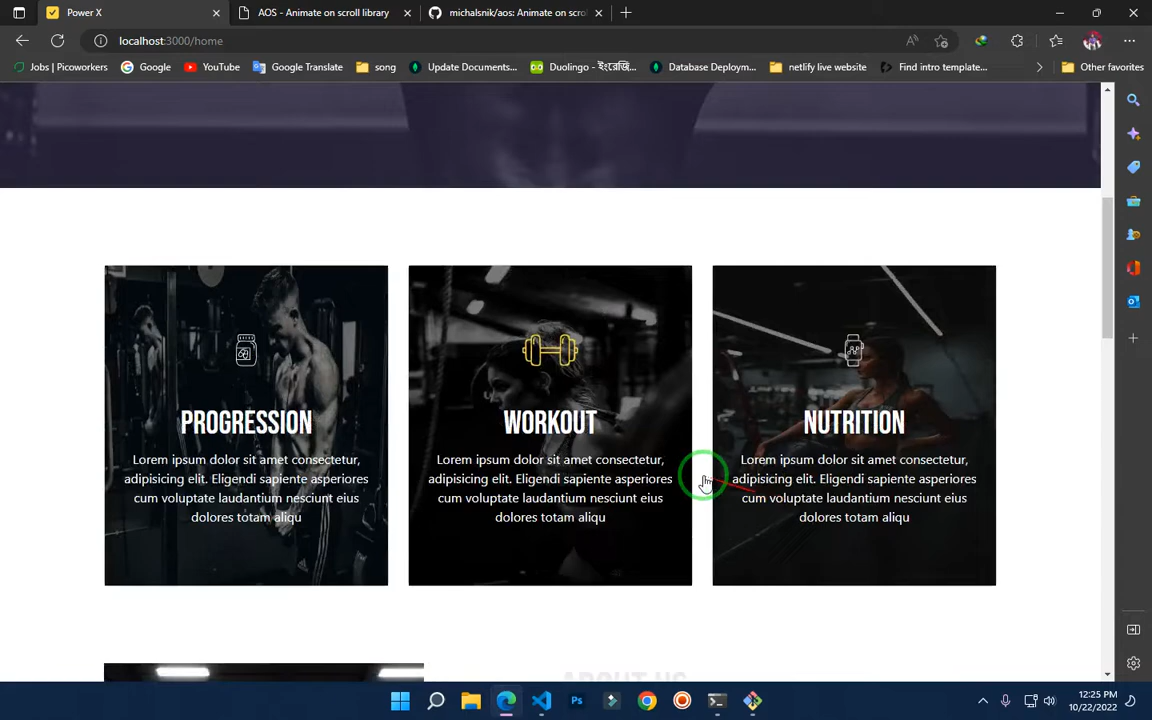 Power X
AOS - Animate on scroll library
michalsnik/aos: Animate on scro
localhost:3000/home
Jobs | Picoworkers
Google
YouTube
Google Translate
song
Update Documents...
Duolingo - ইংরেজি...
Database Deploym...
netlify live website
Find intro template...
Other favorites
PROGRESSION
Lorem ipsum dolor sit amet consectetur,
adipisicing elit. Eligendi sapiente asperiores
cum voluptate laudantium nesciunt eius
dolores totam aliqu
WORKOUT
Lorem ipsum dolor sit amet consectetur,
adipisicing elit. Eligendi sapiente asperiores
cum voluptate laudantium nesciunt eius
dolores totam aliqu
NUTRITION
Lorem ipsum dolor sit amet consectetur,
adipisicing elit. Eligendi sapiente asperiores
cum voluptate laudantium nesciunt eius
dolores totam aliqu
ABOUT US
12:25 PM
10/22/2022